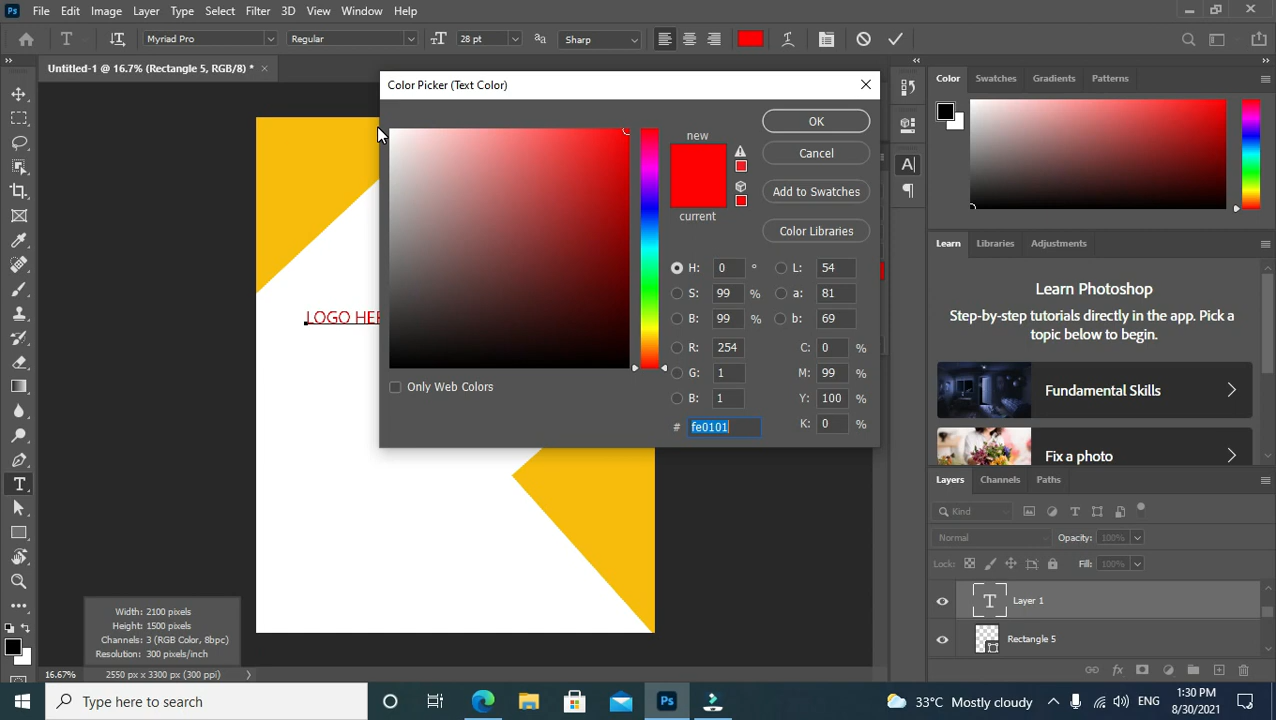 Ps File Edit Image Layer Type Select Filter 3D View Window Help
Myriad Pro Regular 28 pt Sharp
Untitled-1 @ 16.7% (Rectangle 5, RGB/8) *
Color Picker (Text Color)
new
current
OK
Cancel
Add to Swatches
Color Libraries
H: 0 ° L: 54
S: 99 % a: 81
B: 99 % b: 69
R: 254 C: 0 %
G: 1 M: 99 %
B: 1 Y: 100 %
# fe0101 K: 0 %
Only Web Colors
LOGO
Color Swatches Gradients Patterns
Learn Libraries Adjustments
Learn Photoshop
Step-by-step tutorials directly in the app. Pick a
topic below to begin.
Fundamental Skills
Fix a photo
Layers Channels Paths
Kind
Normal Opacity: 100%
Lock: Fill: 100%
Layer 1
Rectangle 5
Width: 2100 pixels
Height: 1500 pixels
Channels: 3 (RGB Color, 8bpc)
Resolution: 300 pixels/inch
16.67% 2550 px x 3300 px (300 ppi)
Type here to search
Ps
33°C Mostly cloudy ENG 1:30 PM
8/30/2021